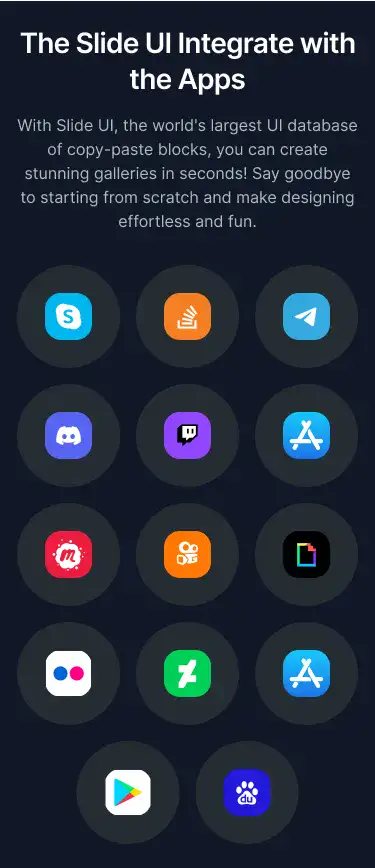 The Slide UI Integrate with
the Apps
With Slide UI, the world's largest UI database
of copy-paste blocks, you can create
stunning galleries in seconds! Say goodbye
to starting from scratch and make designing
effortless and fun.
S
m
du